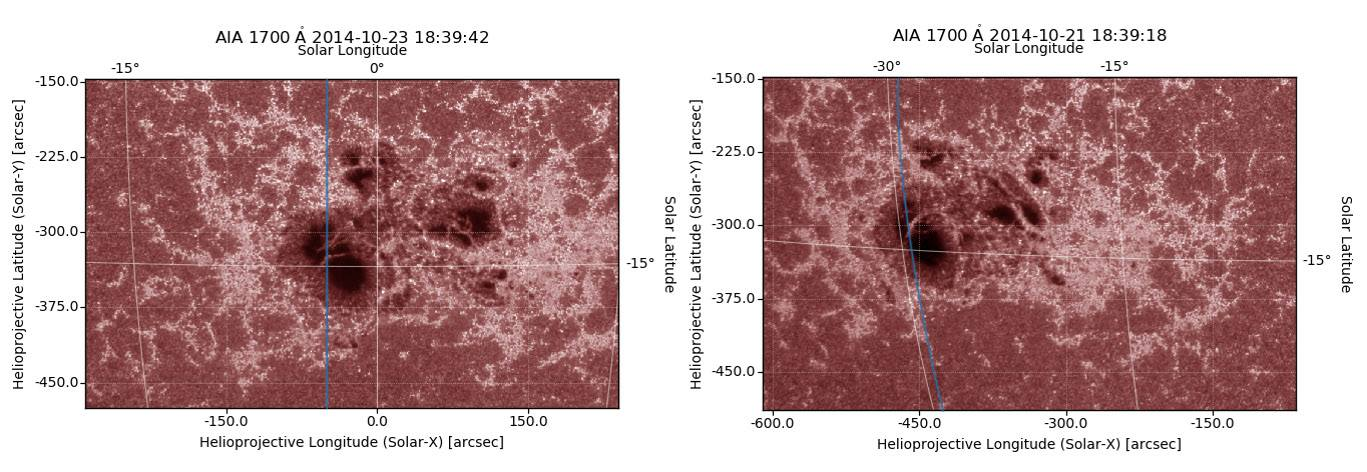 AIA 1700 Å 2014-10-23 18:39:42
Solar Longitude
-15°
0°
-150.0
-225.0
-300.0
-375.0
-450.0
Helioprojective Latitude (Solar-Y) [arcsec]
-15°
Solar Latitude
-150.0
0.0
150.0
Helioprojective Longitude (Solar-X) [arcsec]
AIA 1700 Å 2014-10-21 18:39:18
Solar Longitude
-30°
-15°
-150.0
-225.0
-300.0
-375.0
-450.0
Helioprojective Latitude (Solar-Y) [arcsec]
-15°
Solar Latitude
-600.0
-450.0
-300.0
-150.0
Helioprojective Longitude (Solar-X) [arcsec]